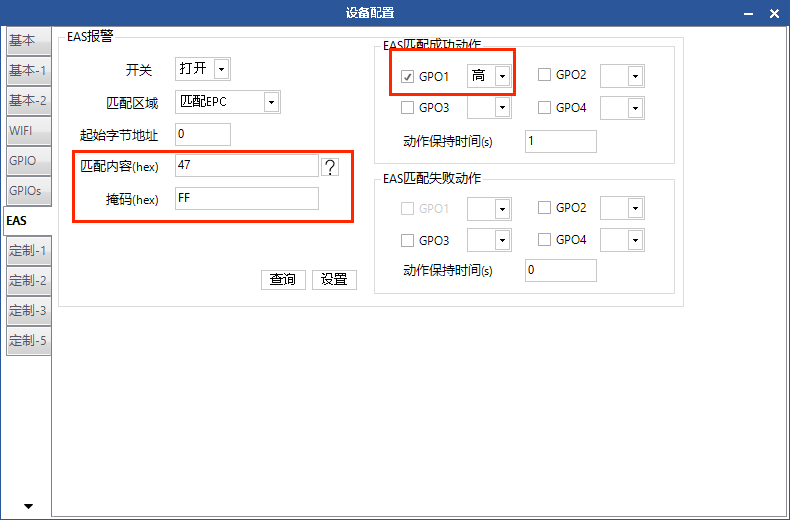 设备配置
基本
基本-1
基本-2
WIFI
GPIO
GPIOs
EAS
定制-1
定制-2
定制-3
定制-5
EAS报警
开关 打开
匹配区域 匹配EPC
起始字节地址 0
匹配内容(hex) 47 ?
掩码(hex) FF
查询 设置
EAS匹配成功动作
GPO1 高 GPO2
GPO3 GPO4
动作保持时间(s) 1
EAS匹配失败动作
GPO1 GPO2
GPO3 GPO4
动作保持时间(s) 0